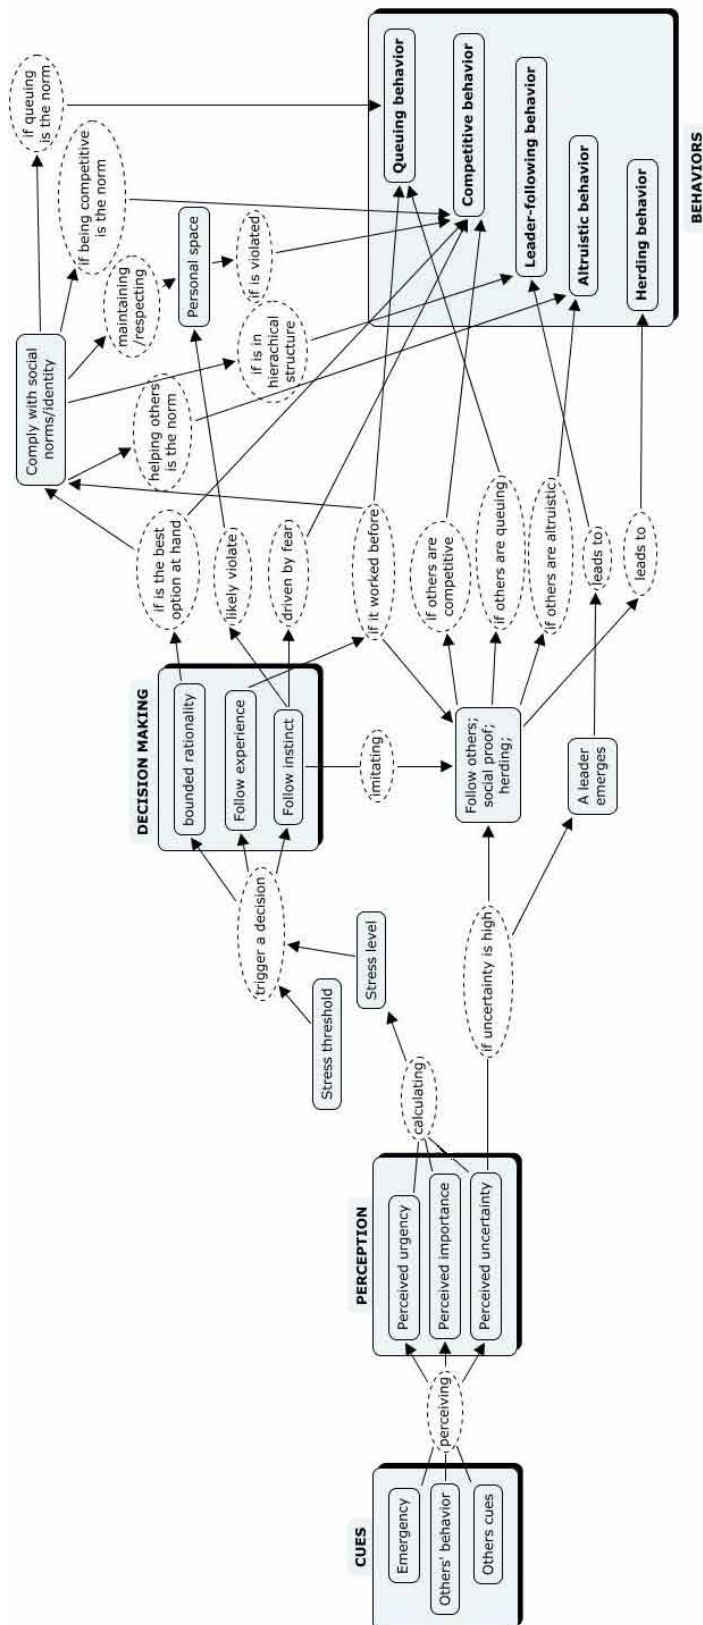 CUES
Emergency
Others' behavior
Others cues
perceiving
PERCEPTION
Perceived urgency
Perceived importance
Perceived uncertainty
calculating
if uncertainty is high
Stress threshold
Stress level
trigger a decision
DECISION MAKING
bounded rationality
Follow experience
Follow instinct
imitating
Follow others;
social proof;
herding;
A leader
emerges
if is the best
option at hand
likely violate
driven by fear
if it worked before
if others are
competitive
if others are queuing
if others are altruistic
leads to
leads to
Comply with social
norms/identity
helping others
is the norm
if is in
hierachical
structure
maintaining
/respecting
Personal space
if is violated
if being competitive
is the norm
if queuing
is the norm
Queuing behavior
Competitive behavior
Leader-following behavior
Altruistic behavior
Herding behavior
BEHAVIORS